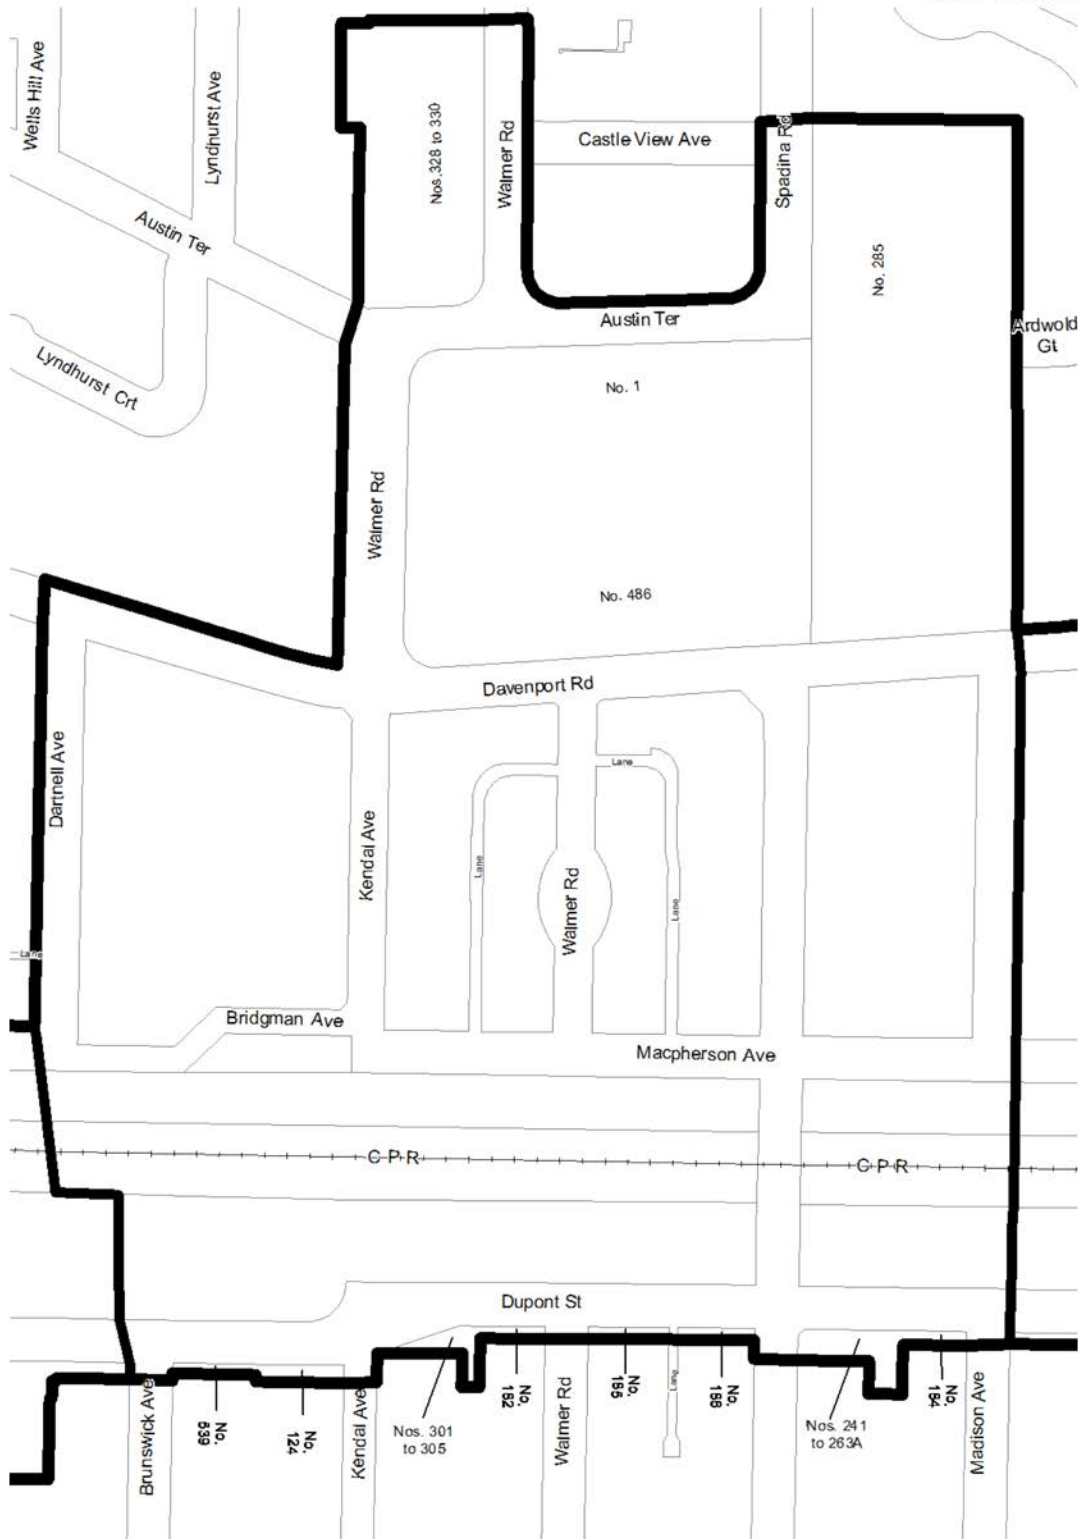 Wells Hill Ave
Lyndhurst Ave
Nos.328 to 330
Walmer Rd
Castle View Ave
Spadina Rd
Austin Ter
No. 285
Austin Ter
Ardwold
Gt
Lyndhurst Crt
No. 1
Walmer Rd
No. 486
Davenport Rd
Dartnell Ave
Lane
Kendal Ave
Lane
Walmer Rd
Lane
Lane
Bridgman Ave
Macpherson Ave
C P R
C P R
Dupont St
Brunswick Ave
No.
539
No.
124
Kendal Ave
Nos. 301
to 305
No.
182
Walmer Rd
No.
Lane
No.
Nos. 241
to 263A
No.
184
Madison Ave